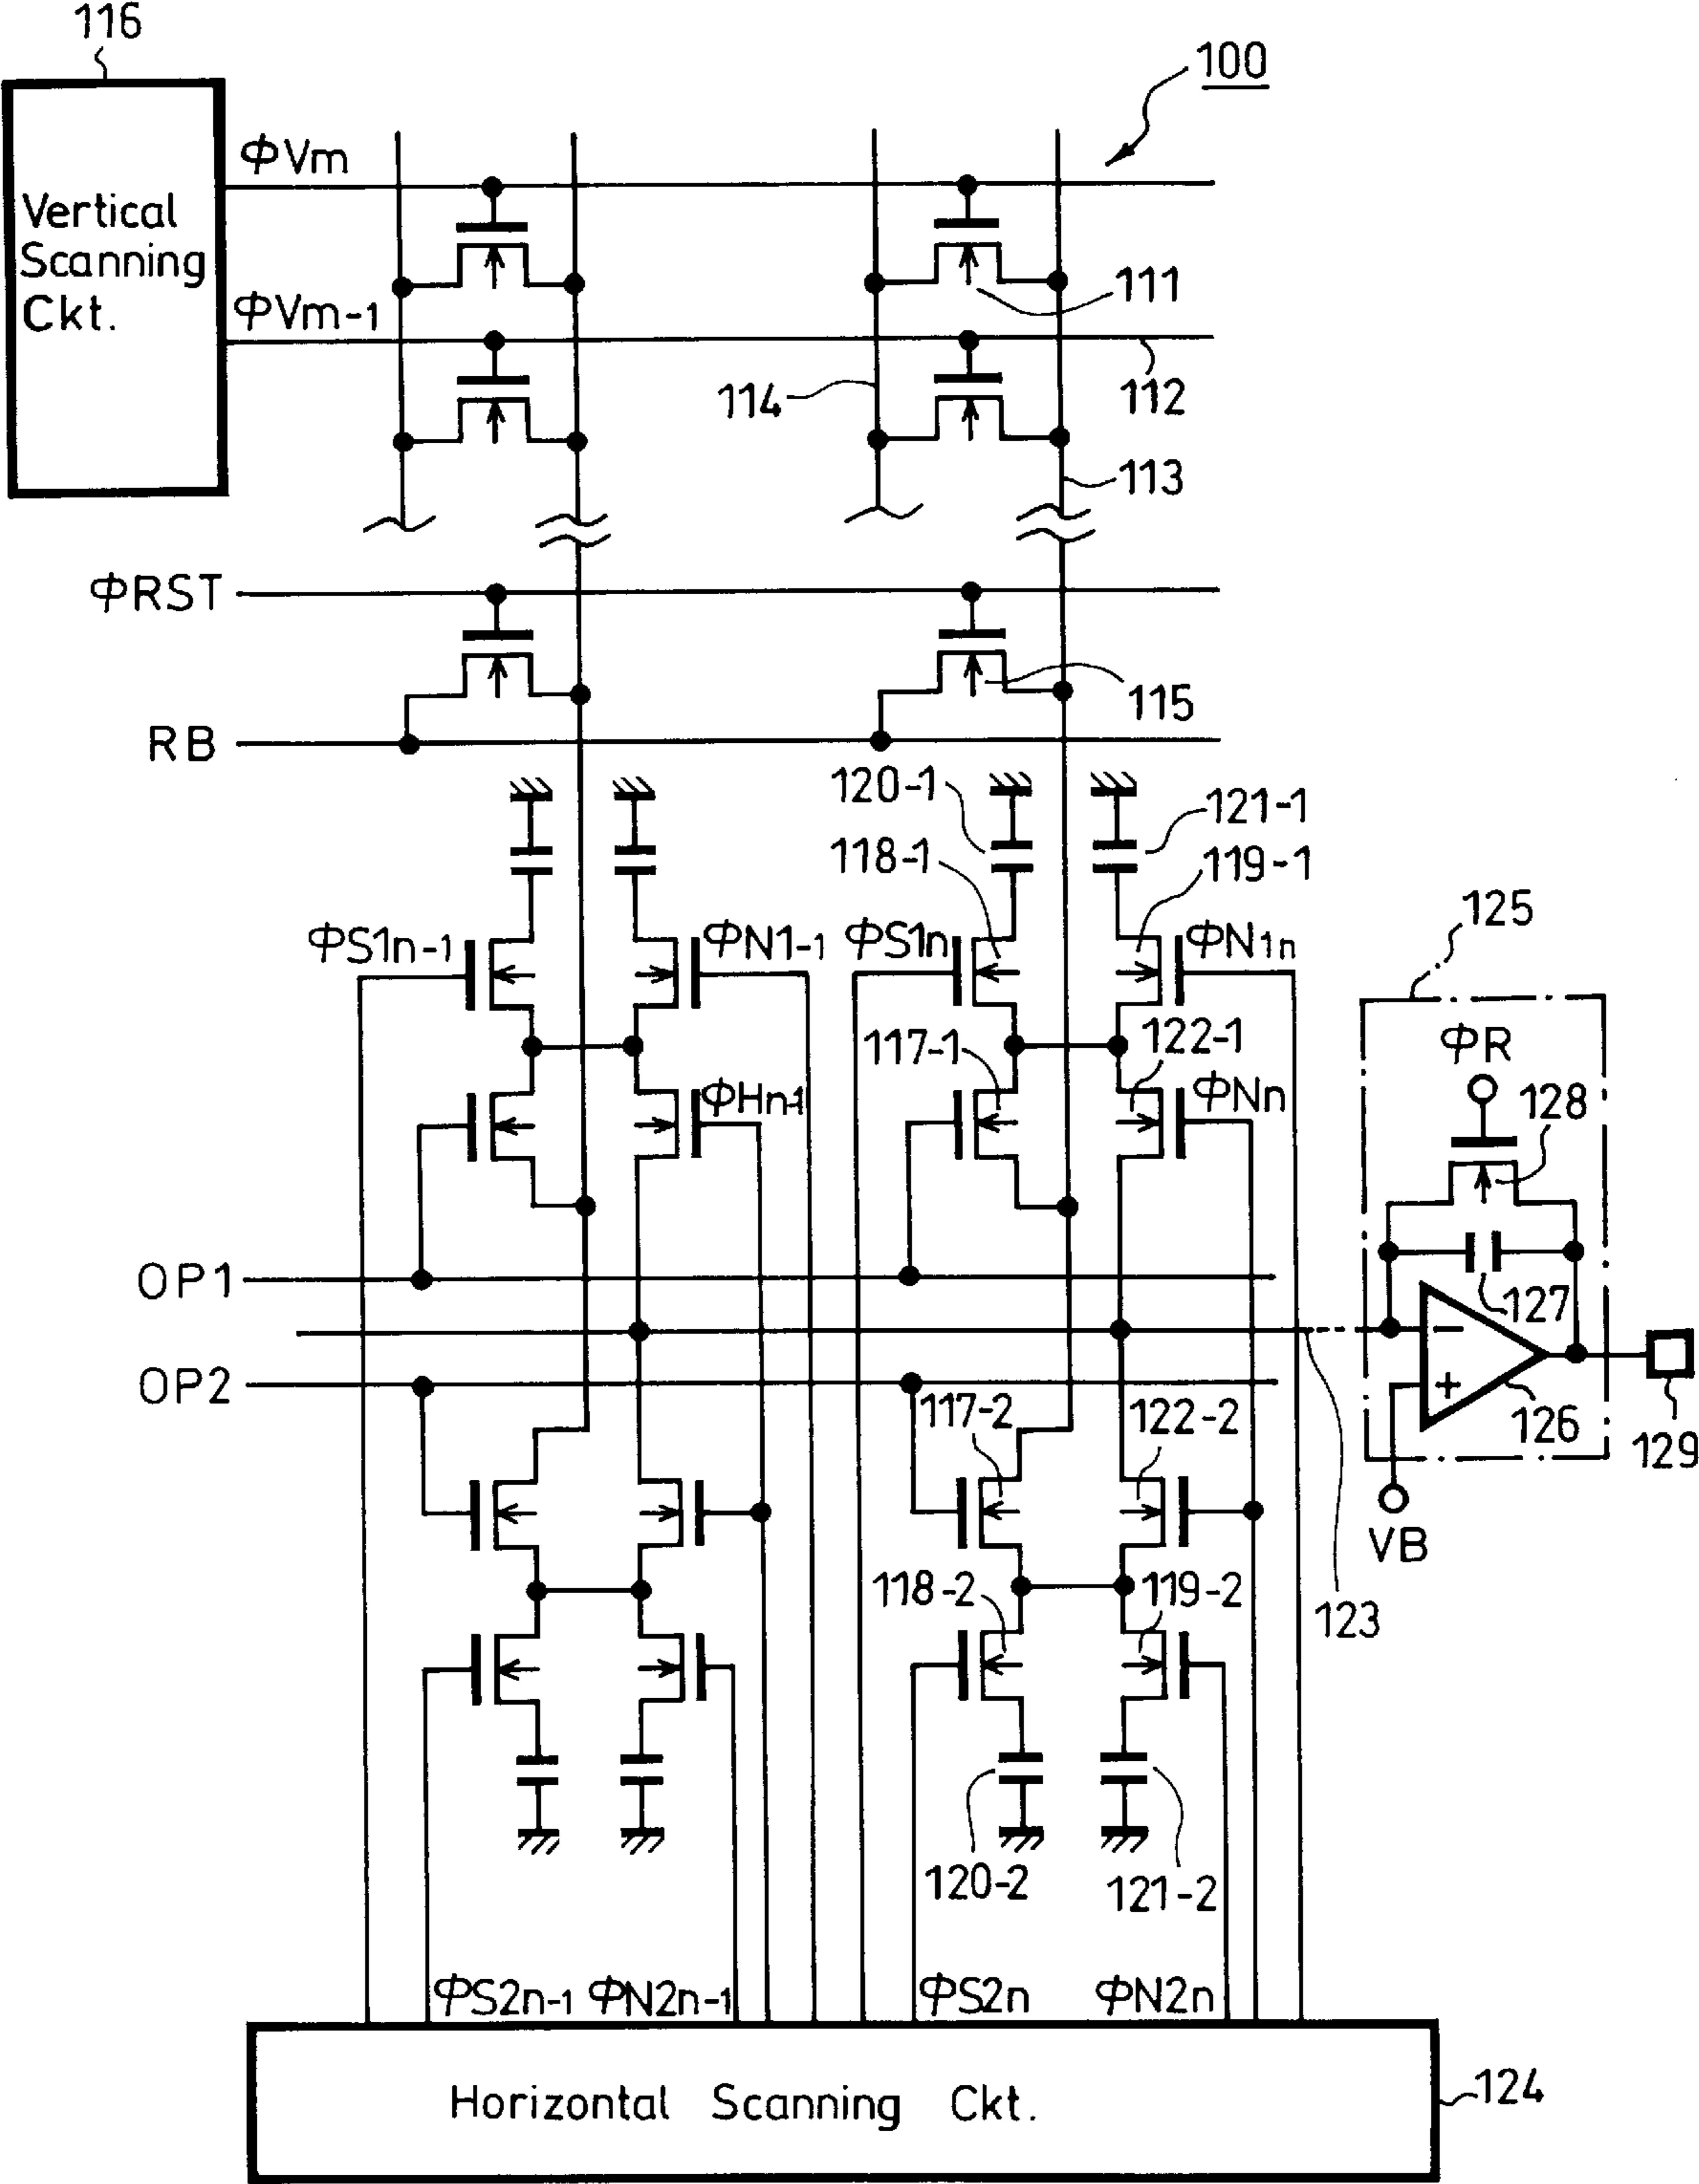 116
100
ΦVm
Vertical
Scanning
Ckt.
111
ΦVm-1
114
112
113
ΦRST
115
RB
120-1
121-1
118-1
119-1
125
ΦS1n-1
ΦN1-1
ΦS1n
ΦN1n
117-1
122-1
ΦR
ΦHn-1
ΦNn
128
OP1
127
OP2
117-2
122-2
126
129
VB
118-2
119-2
123
120-2
121-2
ΦS2n-1
ΦN2n-1
ΦS2n
ΦN2n
Horizontal Scanning Ckt.
124